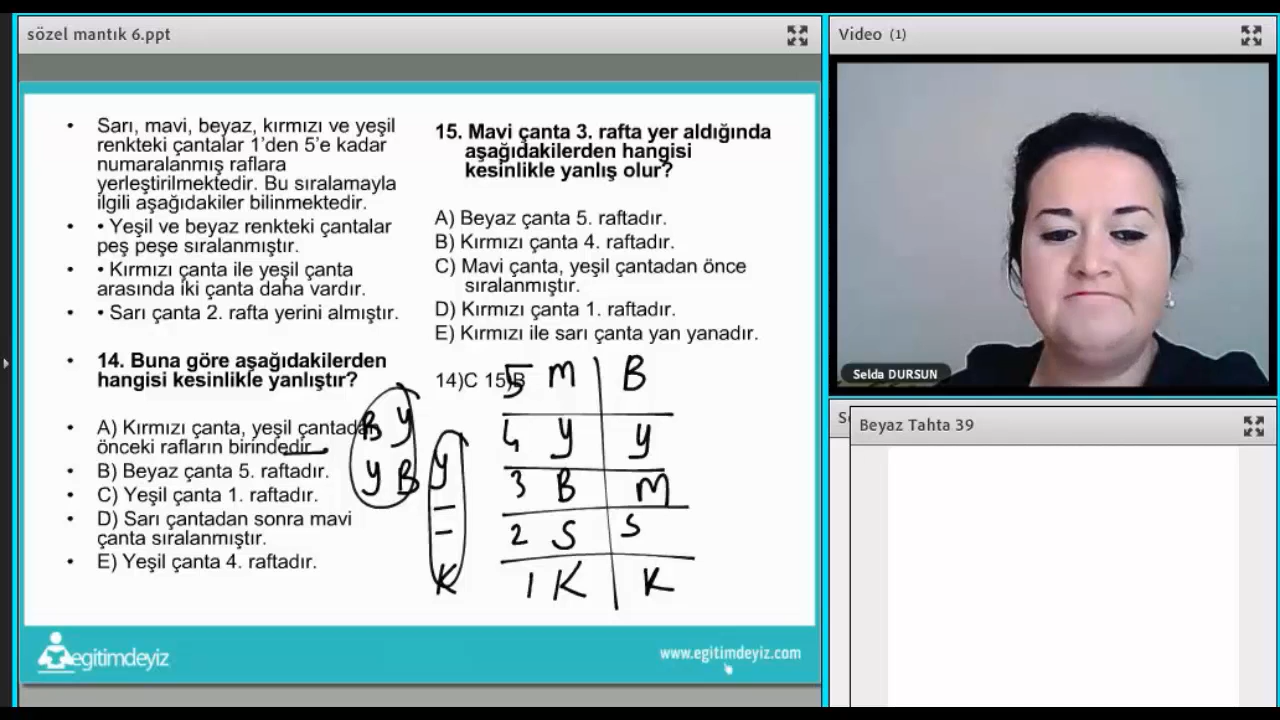 sözel mantık 6.ppt
Video (1)
• Sarı, mavi, beyaz, kırmızı ve yeşil
renkteki çantalar 1'den 5'e kadar
numaralanmış raflara
yerleştirilmektedir. Bu sıralamayla
ilgili aşağıdakiler bilinmektedir.
• • Yeşil ve beyaz renkteki çantalar
peş peşe sıralanmıştır.
• • Kırmızı çanta ile yeşil çanta
arasında iki çanta daha vardır.
• • Sarı çanta 2. rafta yerini almıştır.
• 14. Buna göre aşağıdakilerden
hangisi kesinlikle yanlıştır?
• A) Kırmızı çanta, yeşil çantadan
önceki rafların birindedir.
• B) Beyaz çanta 5. raftadır.
• C) Yeşil çanta 1. raftadır.
• D) Sarı çantadan sonra mavi
çanta sıralanmıştır.
• E) Yeşil çanta 4. raftadır.
B Y
Y B
Y
K
15. Mavi çanta 3. rafta yer aldığında
aşağıdakilerden hangisi
kesinlikle yanlış olur?
A) Beyaz çanta 5. raftadır.
B) Kırmızı çanta 4. raftadır.
C) Mavi çanta, yeşil çantadan önce
sıralanmıştır.
D) Kırmızı çanta 1. raftadır.
E) Kırmızı ile sarı çanta yan yanadır.
14)C 15)B
5 M B
4 Y Y
3 B M
2 S S
1 K K
egitimdeyiz
www.egitimdeyiz.com
Selda DURSUN
Beyaz Tahta 39